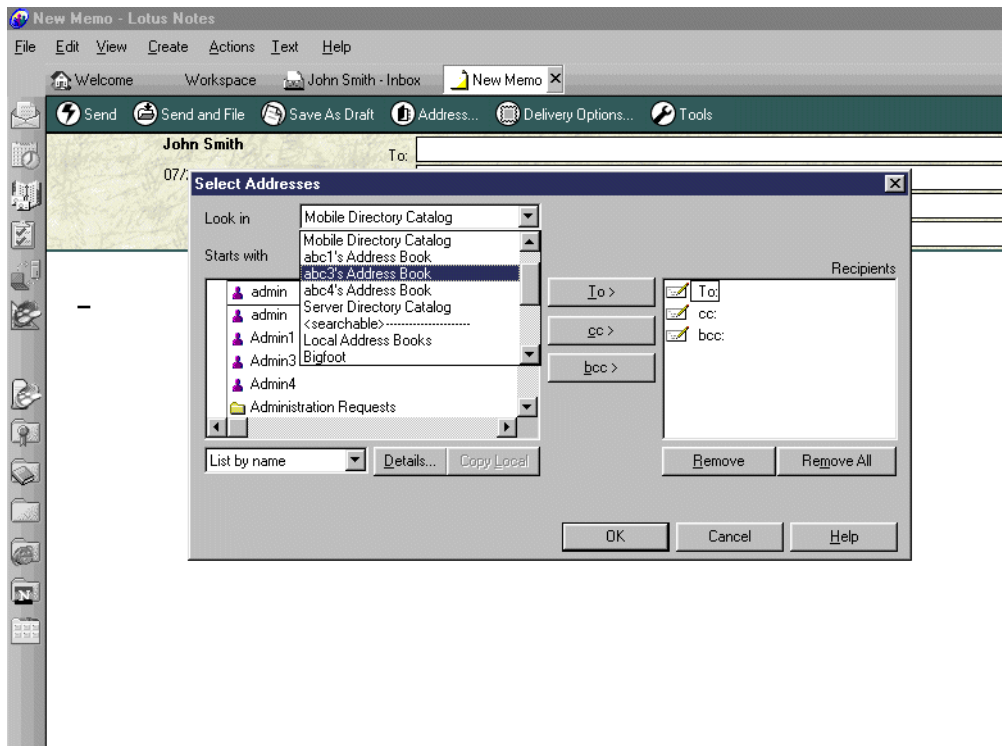 New Memo - Lotus Notes
File Edit View Create Actions Text Help
Welcome Workspace John Smith - Inbox New Memo
Send Send and File Save As Draft Address... Delivery Options... Tools
John Smith To:
07/
Select Addresses
Look in Mobile Directory Catalog
Mobile Directory Catalog
abc1's Address Book
Starts with
abc3's Address Book
Recipients
abc4's Address Book
admin
To >
To:
Server Directory Catalog
admin
cc:
<searchable>---------------------
cc >
Admin1
Local Address Books
bcc:
Admin3
Bigfoot
bcc >
Admin4
Administration Requests
List by name Details... Copy Local Remove Remove All
OK Cancel Help